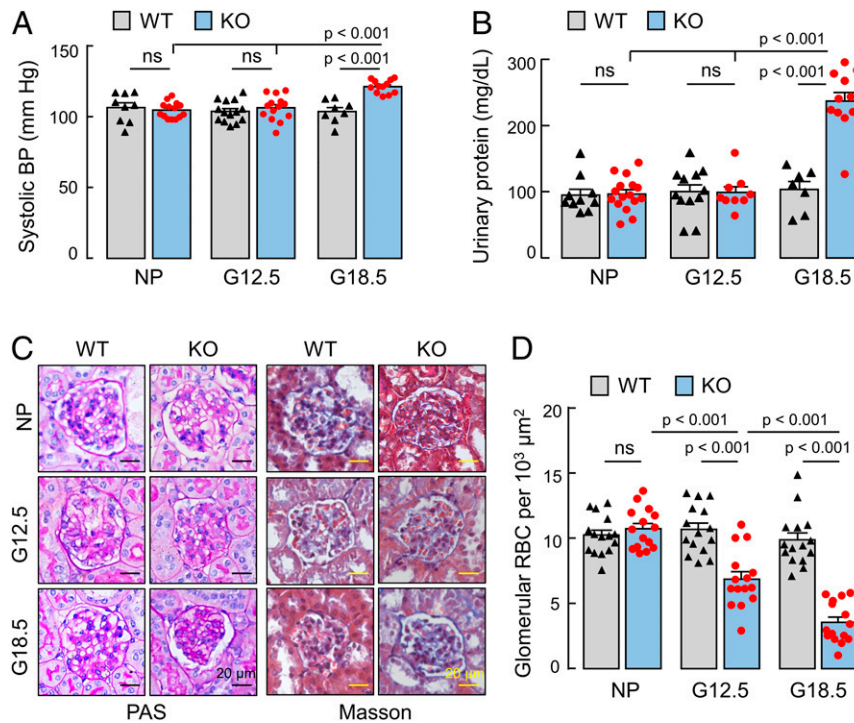 A
WT
KO
p < 0.001
ns
ns
p < 0.001
Systolic BP (mm Hg)
150
100
0
NP
G12.5
G18.5
B
WT
KO
p < 0.001
ns
ns
p < 0.001
Urinary protein (mg/dL)
300
200
100
0
NP
G12.5
G18.5
C
WT
KO
WT
KO
NP
G12.5
G18.5
20 µm
20 µm
PAS
Masson
D
WT
KO
p < 0.001
p < 0.001
ns
p < 0.001
p < 0.001
Glomerular RBC per 10³ µm²
20
15
10
5
0
NP
G12.5
G18.5